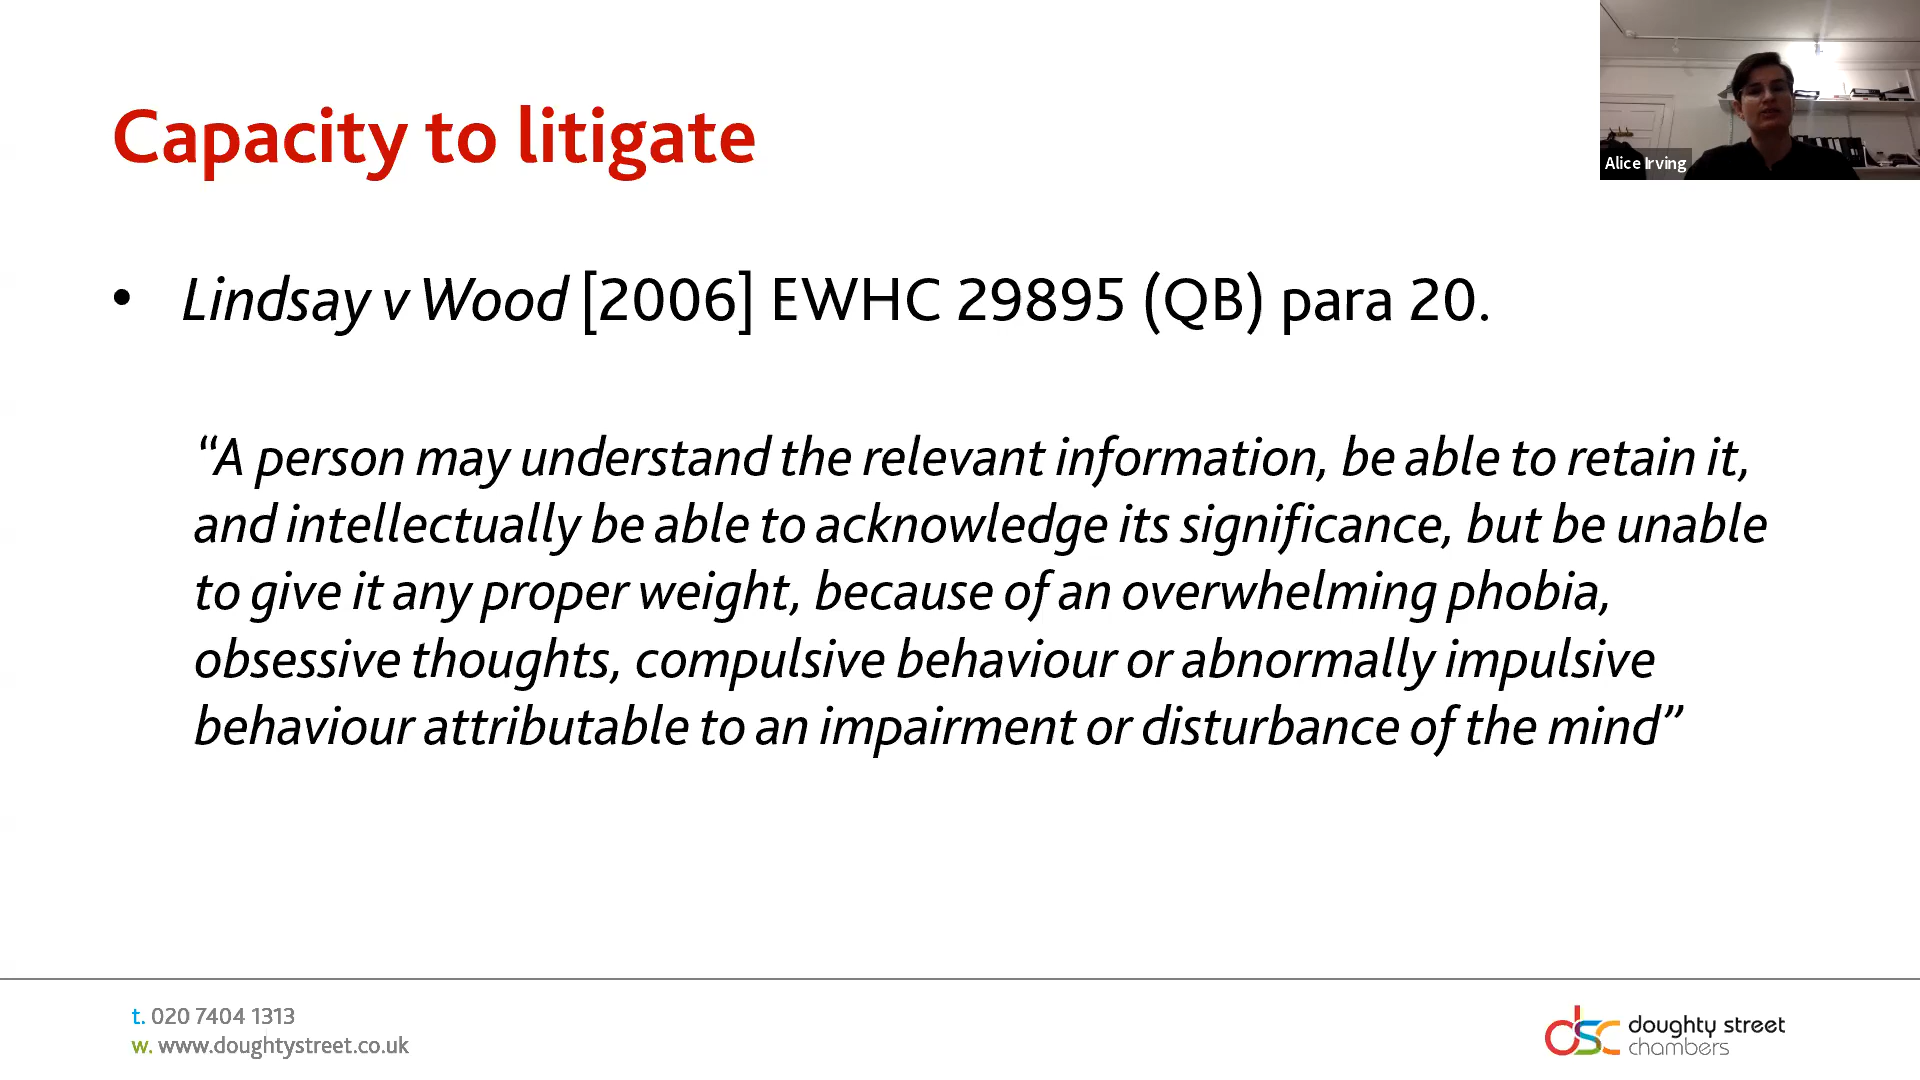 Capacity to litigate
Alice Irving
• Lindsay v Wood [2006] EWHC 29895 (QB) para 20.
“A person may understand the relevant information, be able to retain it,
and intellectually be able to acknowledge its significance, but be unable
to give it any proper weight, because of an overwhelming phobia,
obsessive thoughts, compulsive behaviour or abnormally impulsive
behaviour attributable to an impairment or disturbance of the mind”
t. 020 7404 1313
w. www.doughtystreet.co.uk
dsc doughty street
chambers